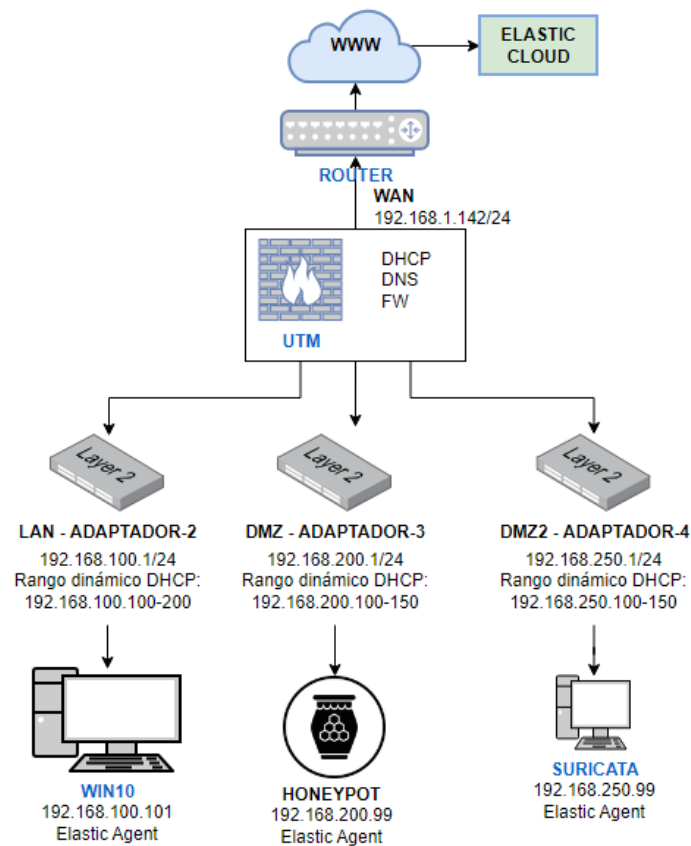 WWW
ELASTIC
CLOUD
ROUTER
WAN
192.168.1.142/24
DHCP
DNS
FW
UTM
Layer 2
LAN - ADAPTADOR-2
192.168.100.1/24
Rango dinámico DHCP:
192.168.100.100-200
Layer 2
DMZ - ADAPTADOR-3
192.168.200.1/24
Rango dinámico DHCP:
192.168.200.100-150
Layer 2
DMZ2 - ADAPTADOR-4
192.168.250.1/24
Rango dinámico DHCP:
192.168.250.100-150
WIN10
192.168.100.101
Elastic Agent
HONEYPOT
192.168.200.99
Elastic Agent
SURICATA
192.168.250.99
Elastic Agent